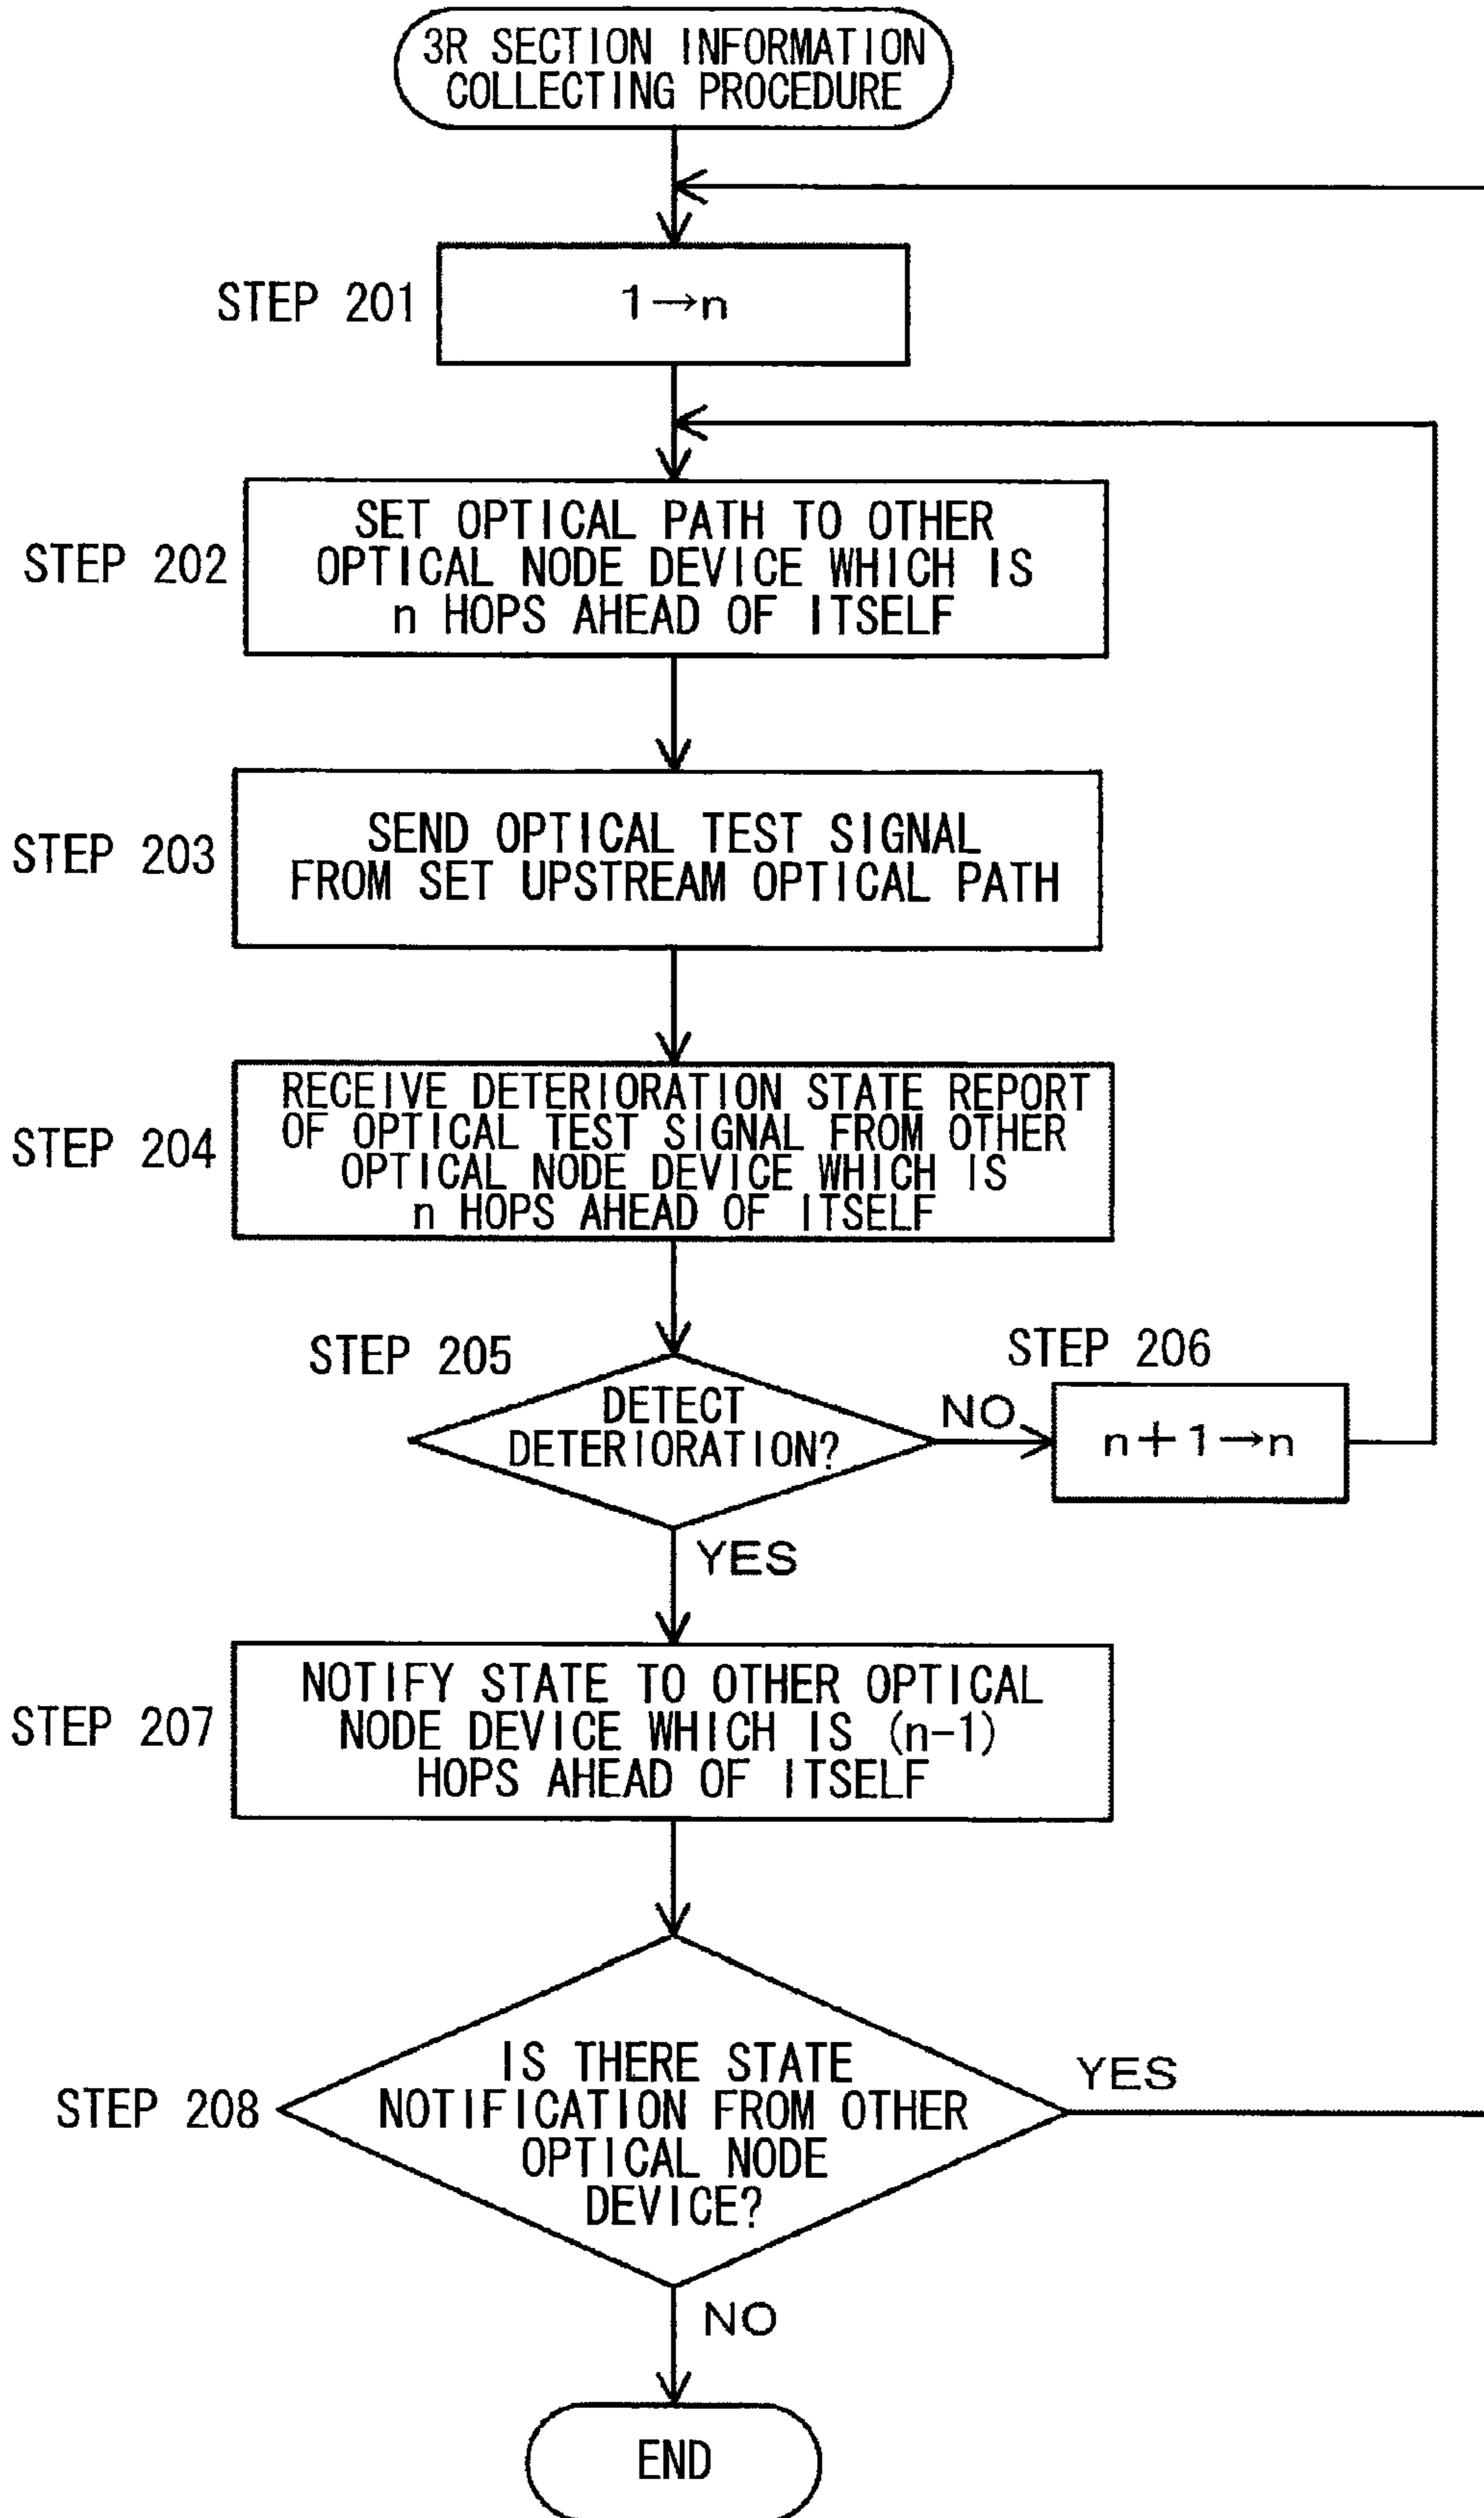 3R SECTION INFORMATION
COLLECTING PROCEDURE
STEP 201
1→n
STEP 202
SET OPTICAL PATH TO OTHER
OPTICAL NODE DEVICE WHICH IS
n HOPS AHEAD OF ITSELF
STEP 203
SEND OPTICAL TEST SIGNAL
FROM SET UPSTREAM OPTICAL PATH
STEP 204
RECEIVE DETERIORATION STATE REPORT
OF OPTICAL TEST SIGNAL FROM OTHER
OPTICAL NODE DEVICE WHICH IS
n HOPS AHEAD OF ITSELF
STEP 205
DETECT
DETERIORATION?
NO
STEP 206
n+1→n
YES
STEP 207
NOTIFY STATE TO OTHER OPTICAL
NODE DEVICE WHICH IS (n-1)
HOPS AHEAD OF ITSELF
STEP 208
IS THERE STATE
NOTIFICATION FROM OTHER
OPTICAL NODE
DEVICE?
YES
NO
END